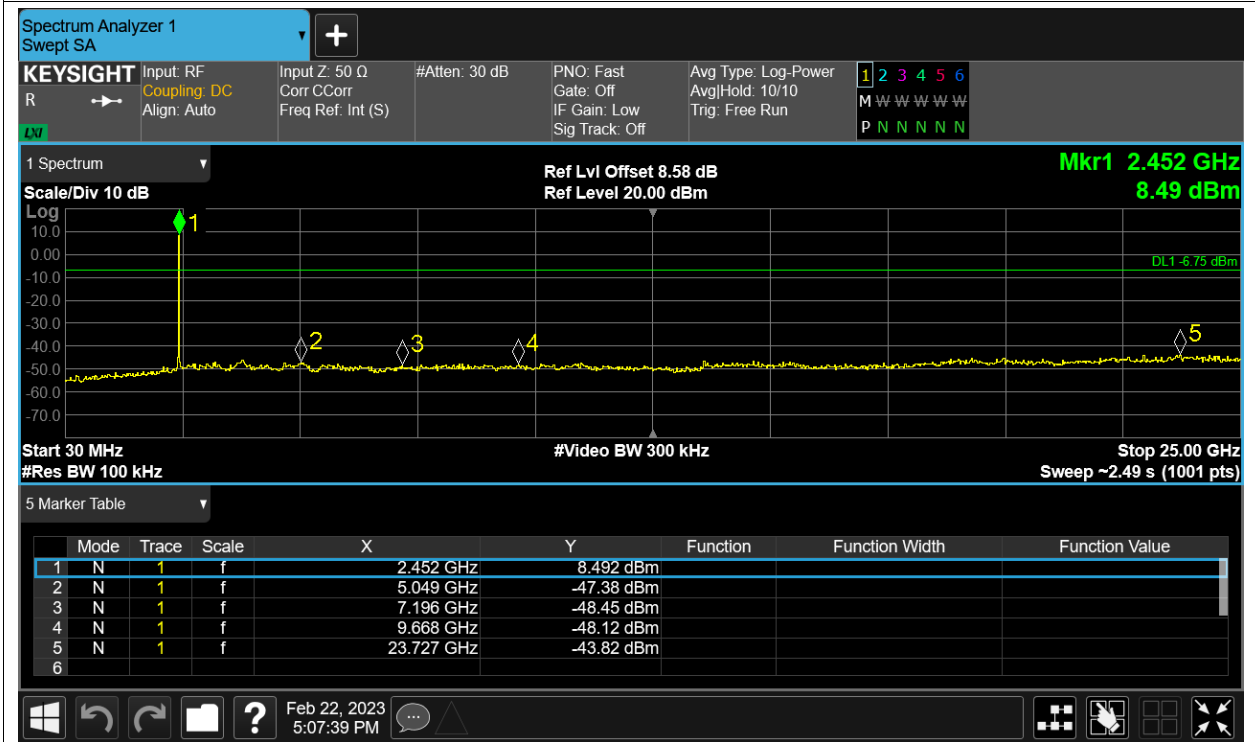 Spectrum Analyzer 1
Swept SA
+
KEYSIGHT Input: RF Input Z: 50 Ω #Atten: 30 dB PNO: Fast Avg Type: Log-Power 1 2 3 4 5 6
R Coupling: DC Corr CCorr Gate: Off Avg|Hold: 10/10 M W W W W W
Align: Auto Freq Ref: Int (S) IF Gain: Low Trig: Free Run
LXI Sig Track: Off P N N N N N
1 Spectrum Ref Lvl Offset 8.58 dB Mkr1 2.452 GHz
Scale/Div 10 dB Ref Level 20.00 dBm 8.49 dBm
Log
1
10.0
0.00
DL1 -6.75 dBm
-10.0
-20.0
-30.0
2 3 4 5
-40.0
-50.0
-60.0
-70.0
Start 30 MHz #Video BW 300 kHz Stop 25.00 GHz
#Res BW 100 kHz Sweep ~2.49 s (1001 pts)
5 Marker Table
Mode Trace Scale X Y Function Function Width Function Value
1 N 1 f 2.452 GHz 8.492 dBm
2 N 1 f 5.049 GHz -47.38 dBm
3 N 1 f 7.196 GHz -48.45 dBm
4 N 1 f 9.668 GHz -48.12 dBm
5 N 1 f 23.727 GHz -43.82 dBm
6
? Feb 22, 2023
5:07:39 PM